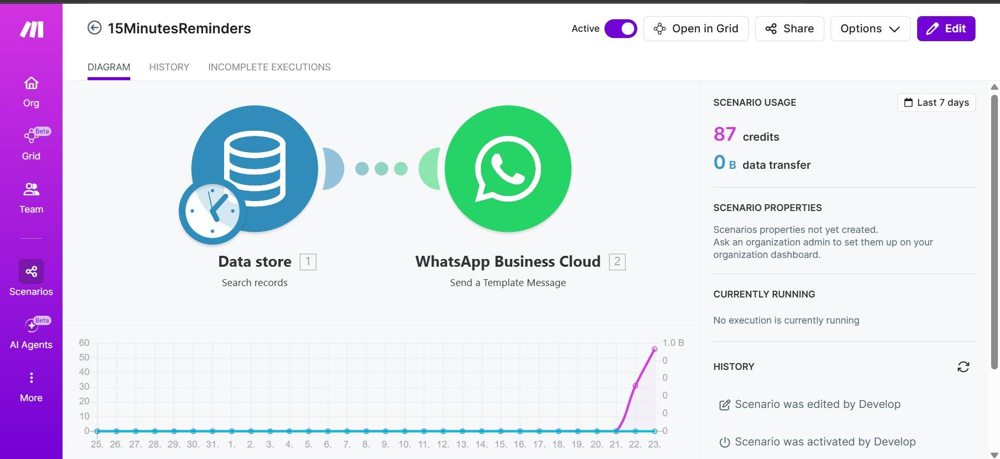 15MinutesReminders
Active
Open in Grid
Share
Options
Edit
DIAGRAM
HISTORY
INCOMPLETE EXECUTIONS
Org
Beta
Grid
Team
Scenarios
Beta
AI Agents
More
Data store 1
Search records
WhatsApp Business Cloud 2
Send a Template Message
60
50
40
30
20
10
0
1.0 B
0
0
0
0
0
25. 26. 27. 28. 29. 30. 31. 1. 2. 3. 4. 5. 6. 7. 8. 9. 10. 11. 12. 13. 14. 15. 16. 17. 18. 19. 20. 21. 22. 23.
SCENARIO USAGE
Last 7 days
87 credits
0 B data transfer
SCENARIO PROPERTIES
Scenarios properties not yet created.
Ask an organization admin to set them up on your
organization dashboard.
CURRENTLY RUNNING
No execution is currently running
HISTORY
Scenario was edited by Develop
Scenario was activated by Develop